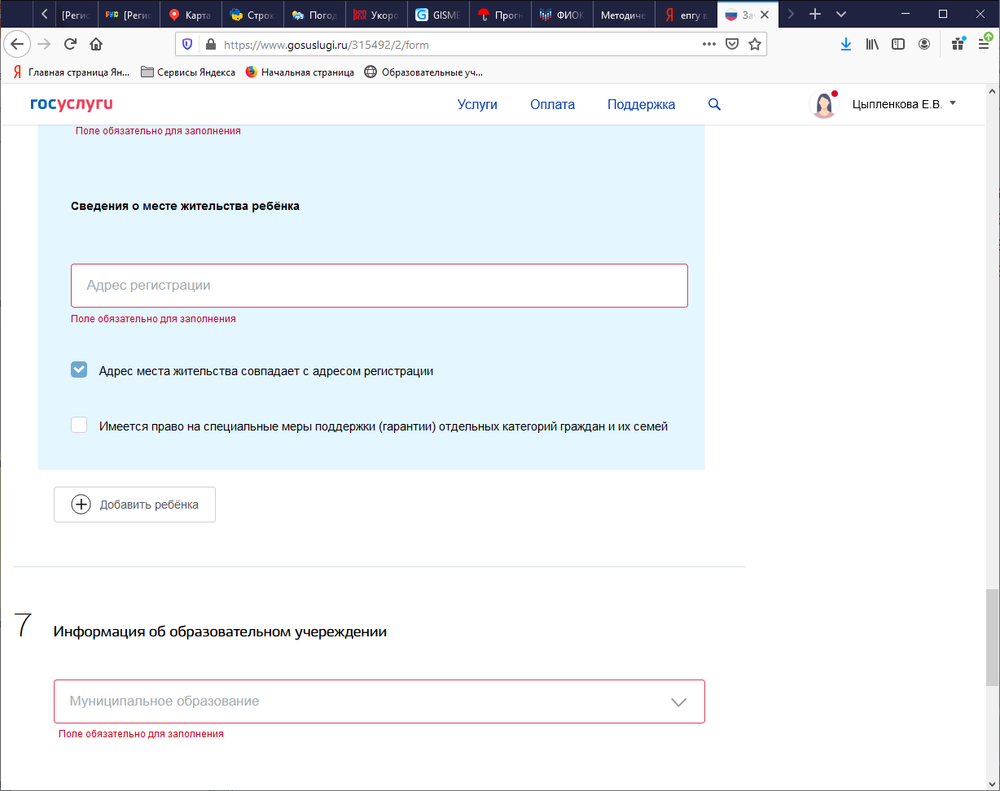 [Реги
РИС [Регис
Карта
Строк
Погод
Укоро
G GISME
Прогн
ФИОК
Методиче
Я епгу в
За
https://www.gosuslugi.ru/315492/2/form
Я Главная страница Ян...
Сервисы Яндекса
Начальная страница
Образовательные уч...
госуслуги
Услуги
Оплата
Поддержка
Цыпленкова Е.В.
Поле обязательно для заполнения
Сведения о месте жительства ребёнка
Адрес регистрации
Поле обязательно для заполнения
Адрес места жительства совпадает с адресом регистрации
Имеется право на специальные меры поддержки (гарантии) отдельных категорий граждан и их семей
Добавить ребёнка
7 Информация об образовательном учереждении
Муниципальное образование
Поле обязательно для заполнения